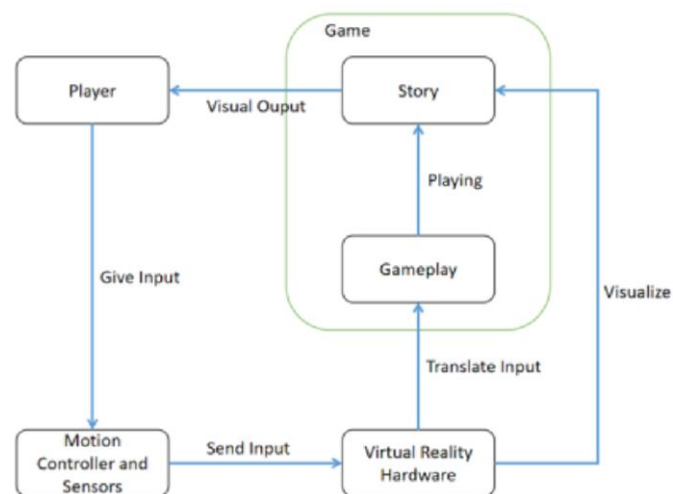 Game
Player
Story
Visual Ouput
Playing
Gameplay
Give Input
Visualize
Translate Input
Motion
Controller and
Sensors
Send Input
Virtual Reality
Hardware